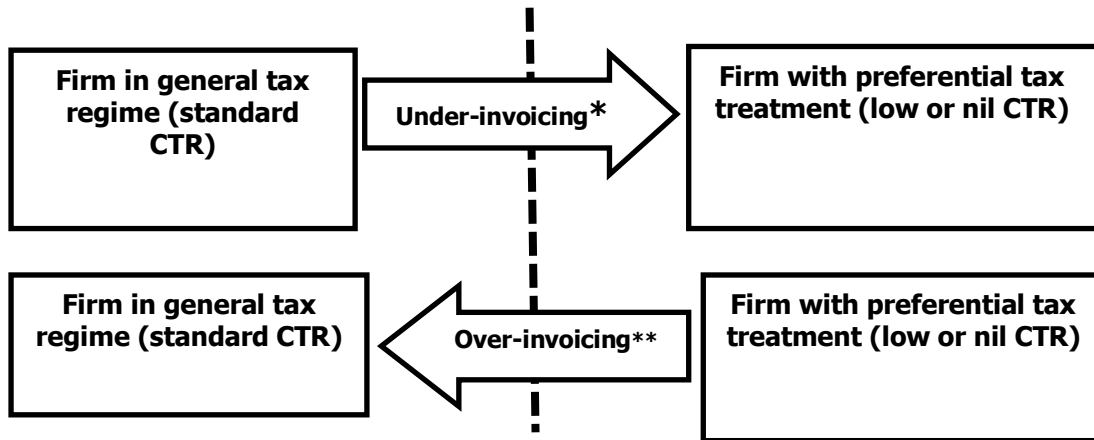 Firm in general tax
regime (standard
CTR)
Under-invoicing*
Firm with preferential tax
treatment (low or nil CTR)
Firm in general tax
regime (standard CTR)
Over-invoicing**
Firm with preferential tax
treatment (low or nil CTR)